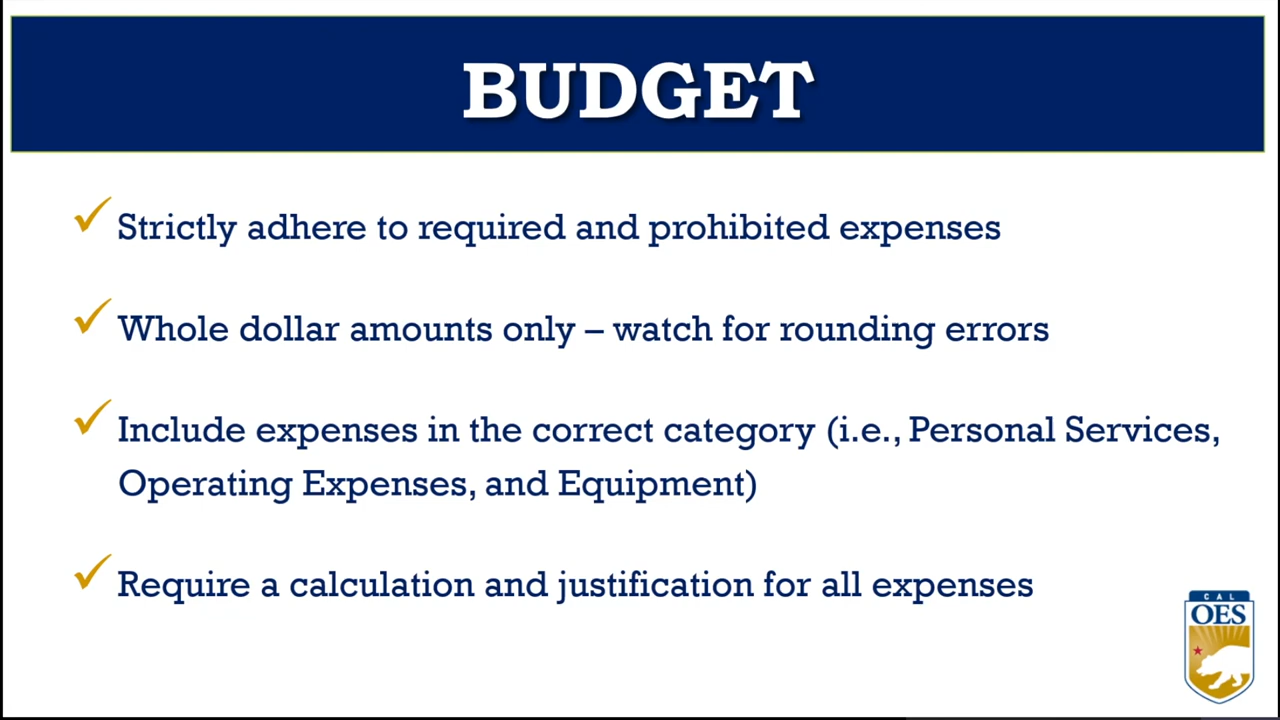 BUDGET
Strictly adhere to required and prohibited expenses
Whole dollar amounts only – watch for rounding errors
Include expenses in the correct category (i.e., Personal Services,
Operating Expenses, and Equipment)
Require a calculation and justification for all expenses
CAL
OES